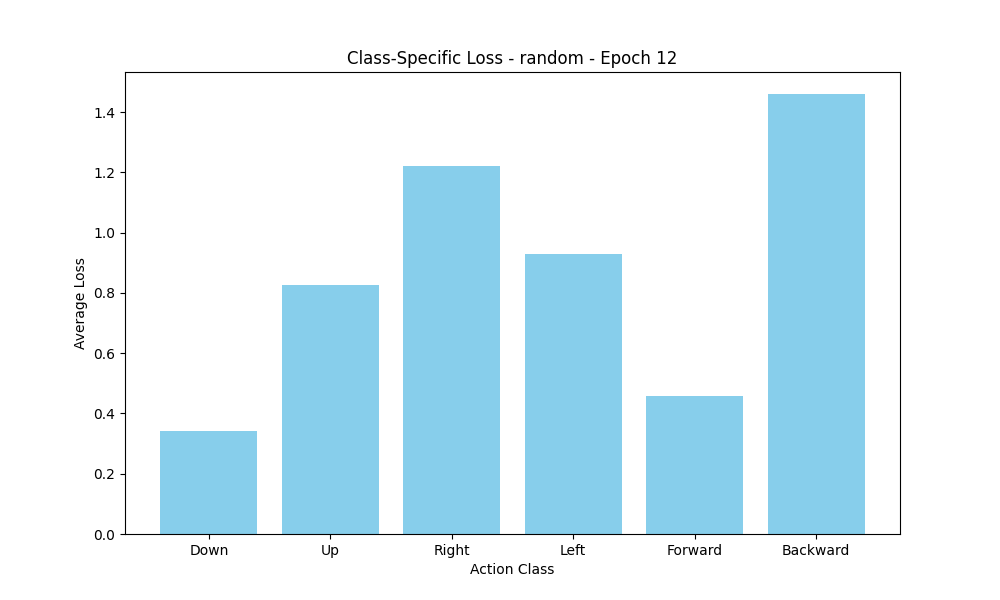 Class-Specific Loss - random - Epoch 12
Average Loss
1.4
1.2
1.0
0.8
0.6
0.4
0.2
0.0
Down Up Right Left Forward Backward
Action Class